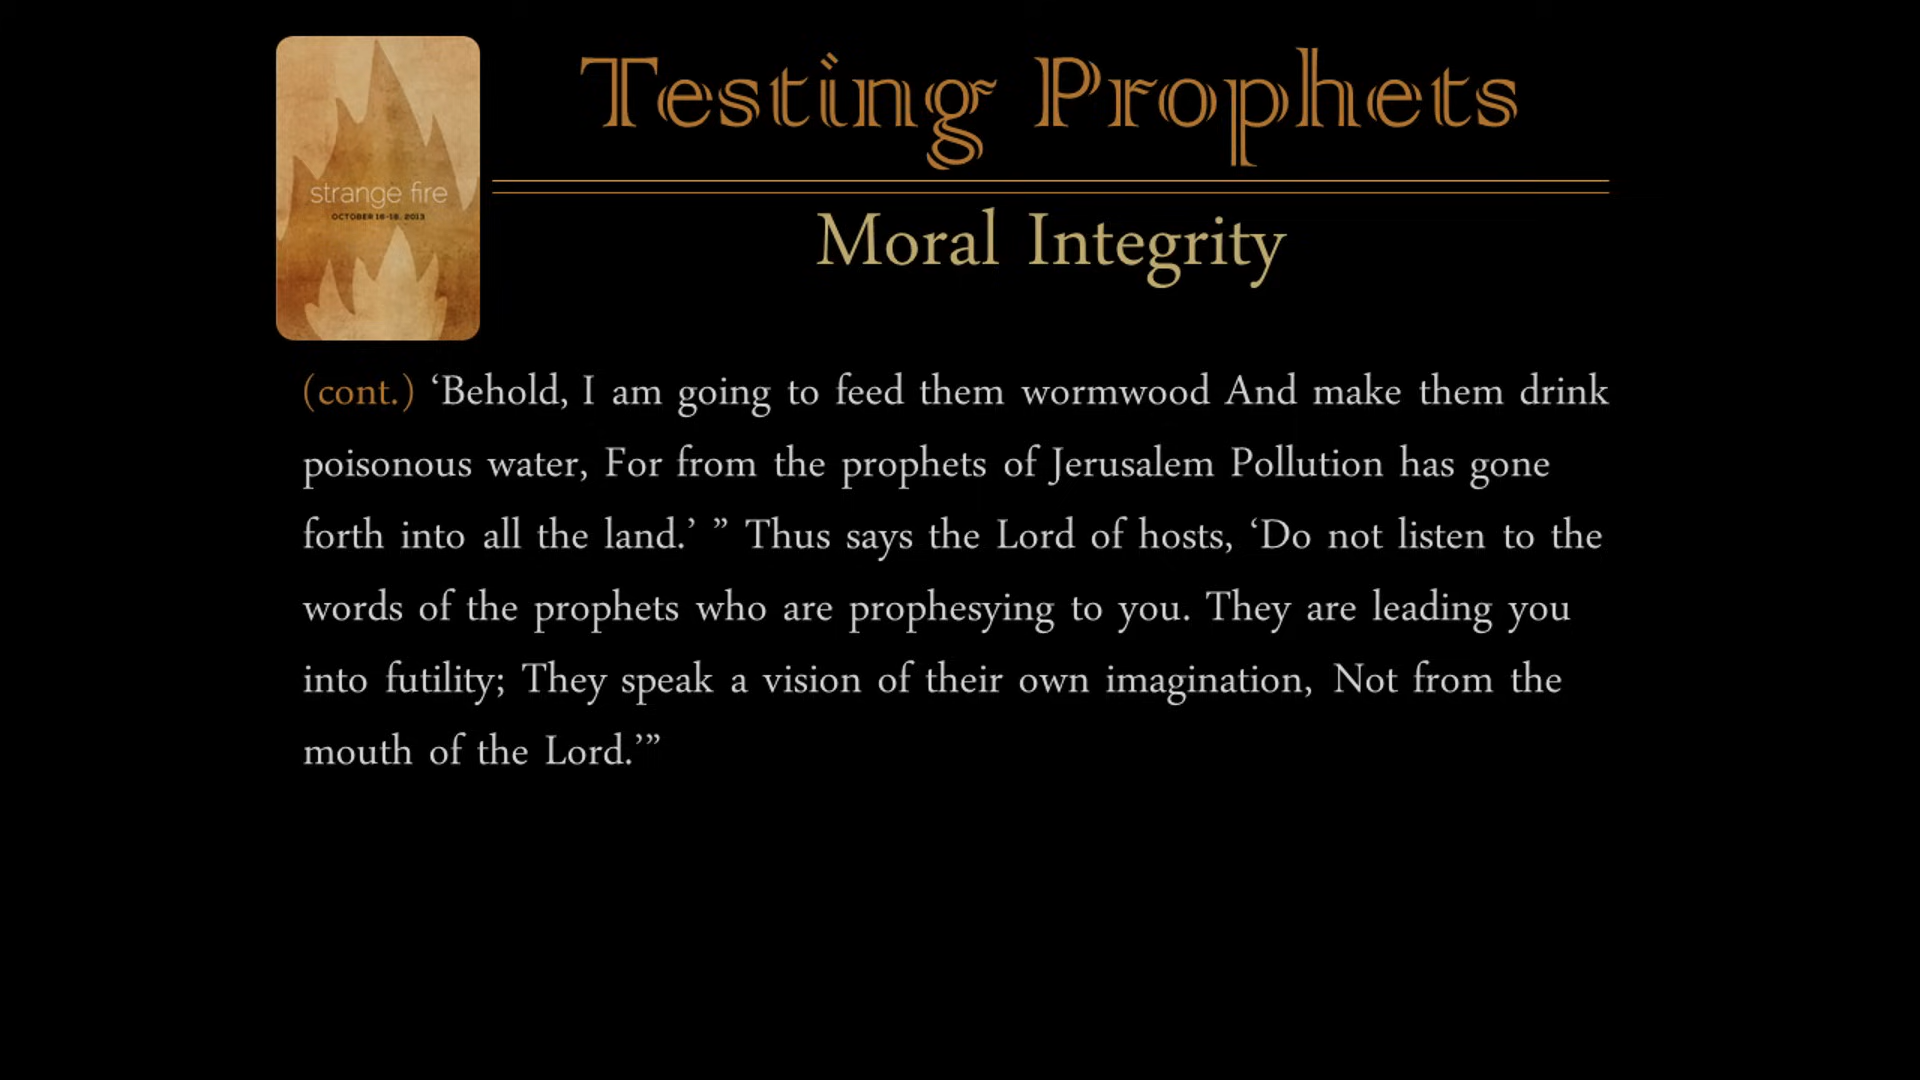 Testing Prophets
strange fire
OCTOBER 16-18, 2013
Moral Integrity
(cont.) ‘Behold, I am going to feed them wormwood And make them drink
poisonous water, For from the prophets of Jerusalem Pollution has gone
forth into all the land.’ ” Thus says the Lord of hosts, ‘Do not listen to the
words of the prophets who are prophesying to you. They are leading you
into futility; They speak a vision of their own imagination, Not from the
mouth of the Lord.’”